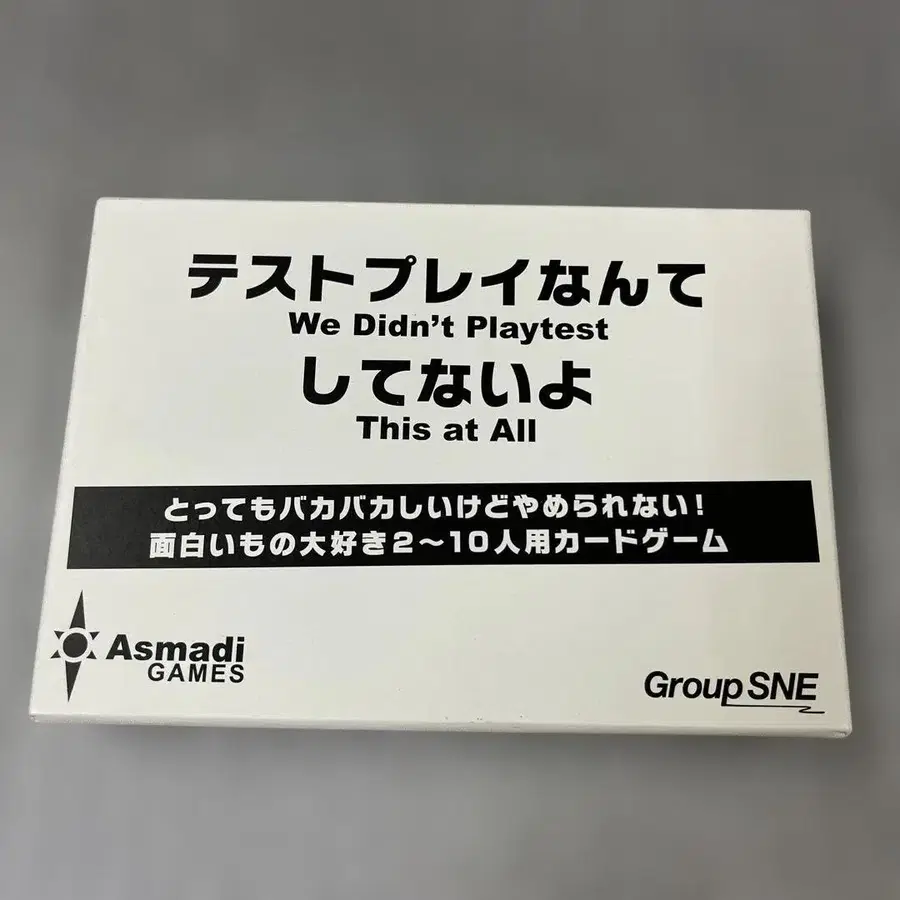 テストプレイなんて
We Didn't Playtest
してないよ
This at All
とってもバカバカしいけどやめられない！
面白いもの大好き2〜10人用カードゲーム
Asmadi
GAMES
Group SNE